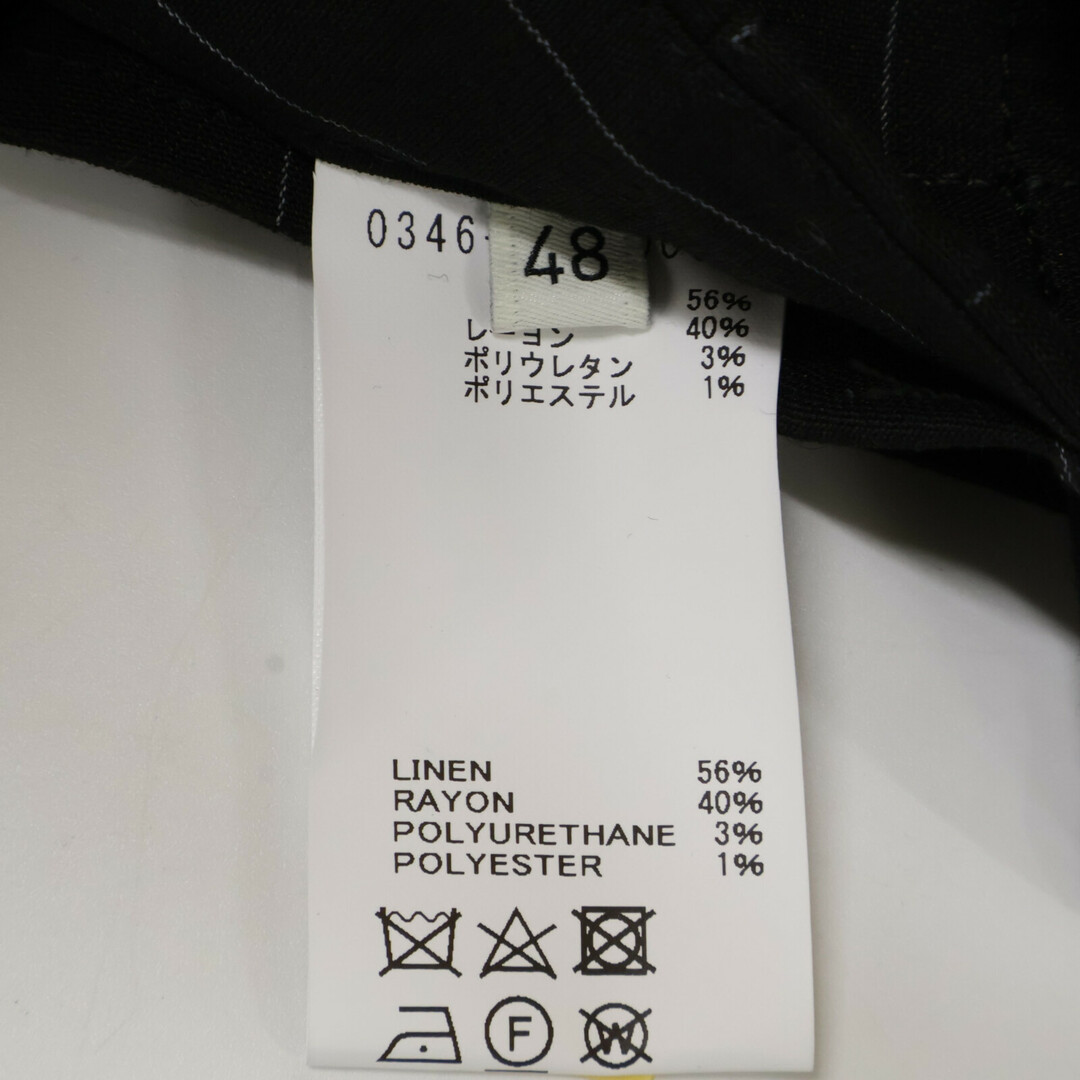 0346-
48
56%
レーヨン 40%
ポリウレタン 3%
ポリエステル 1%
LINEN 56%
RAYON 40%
POLYURETHANE 3%
POLYESTER 1%
F W